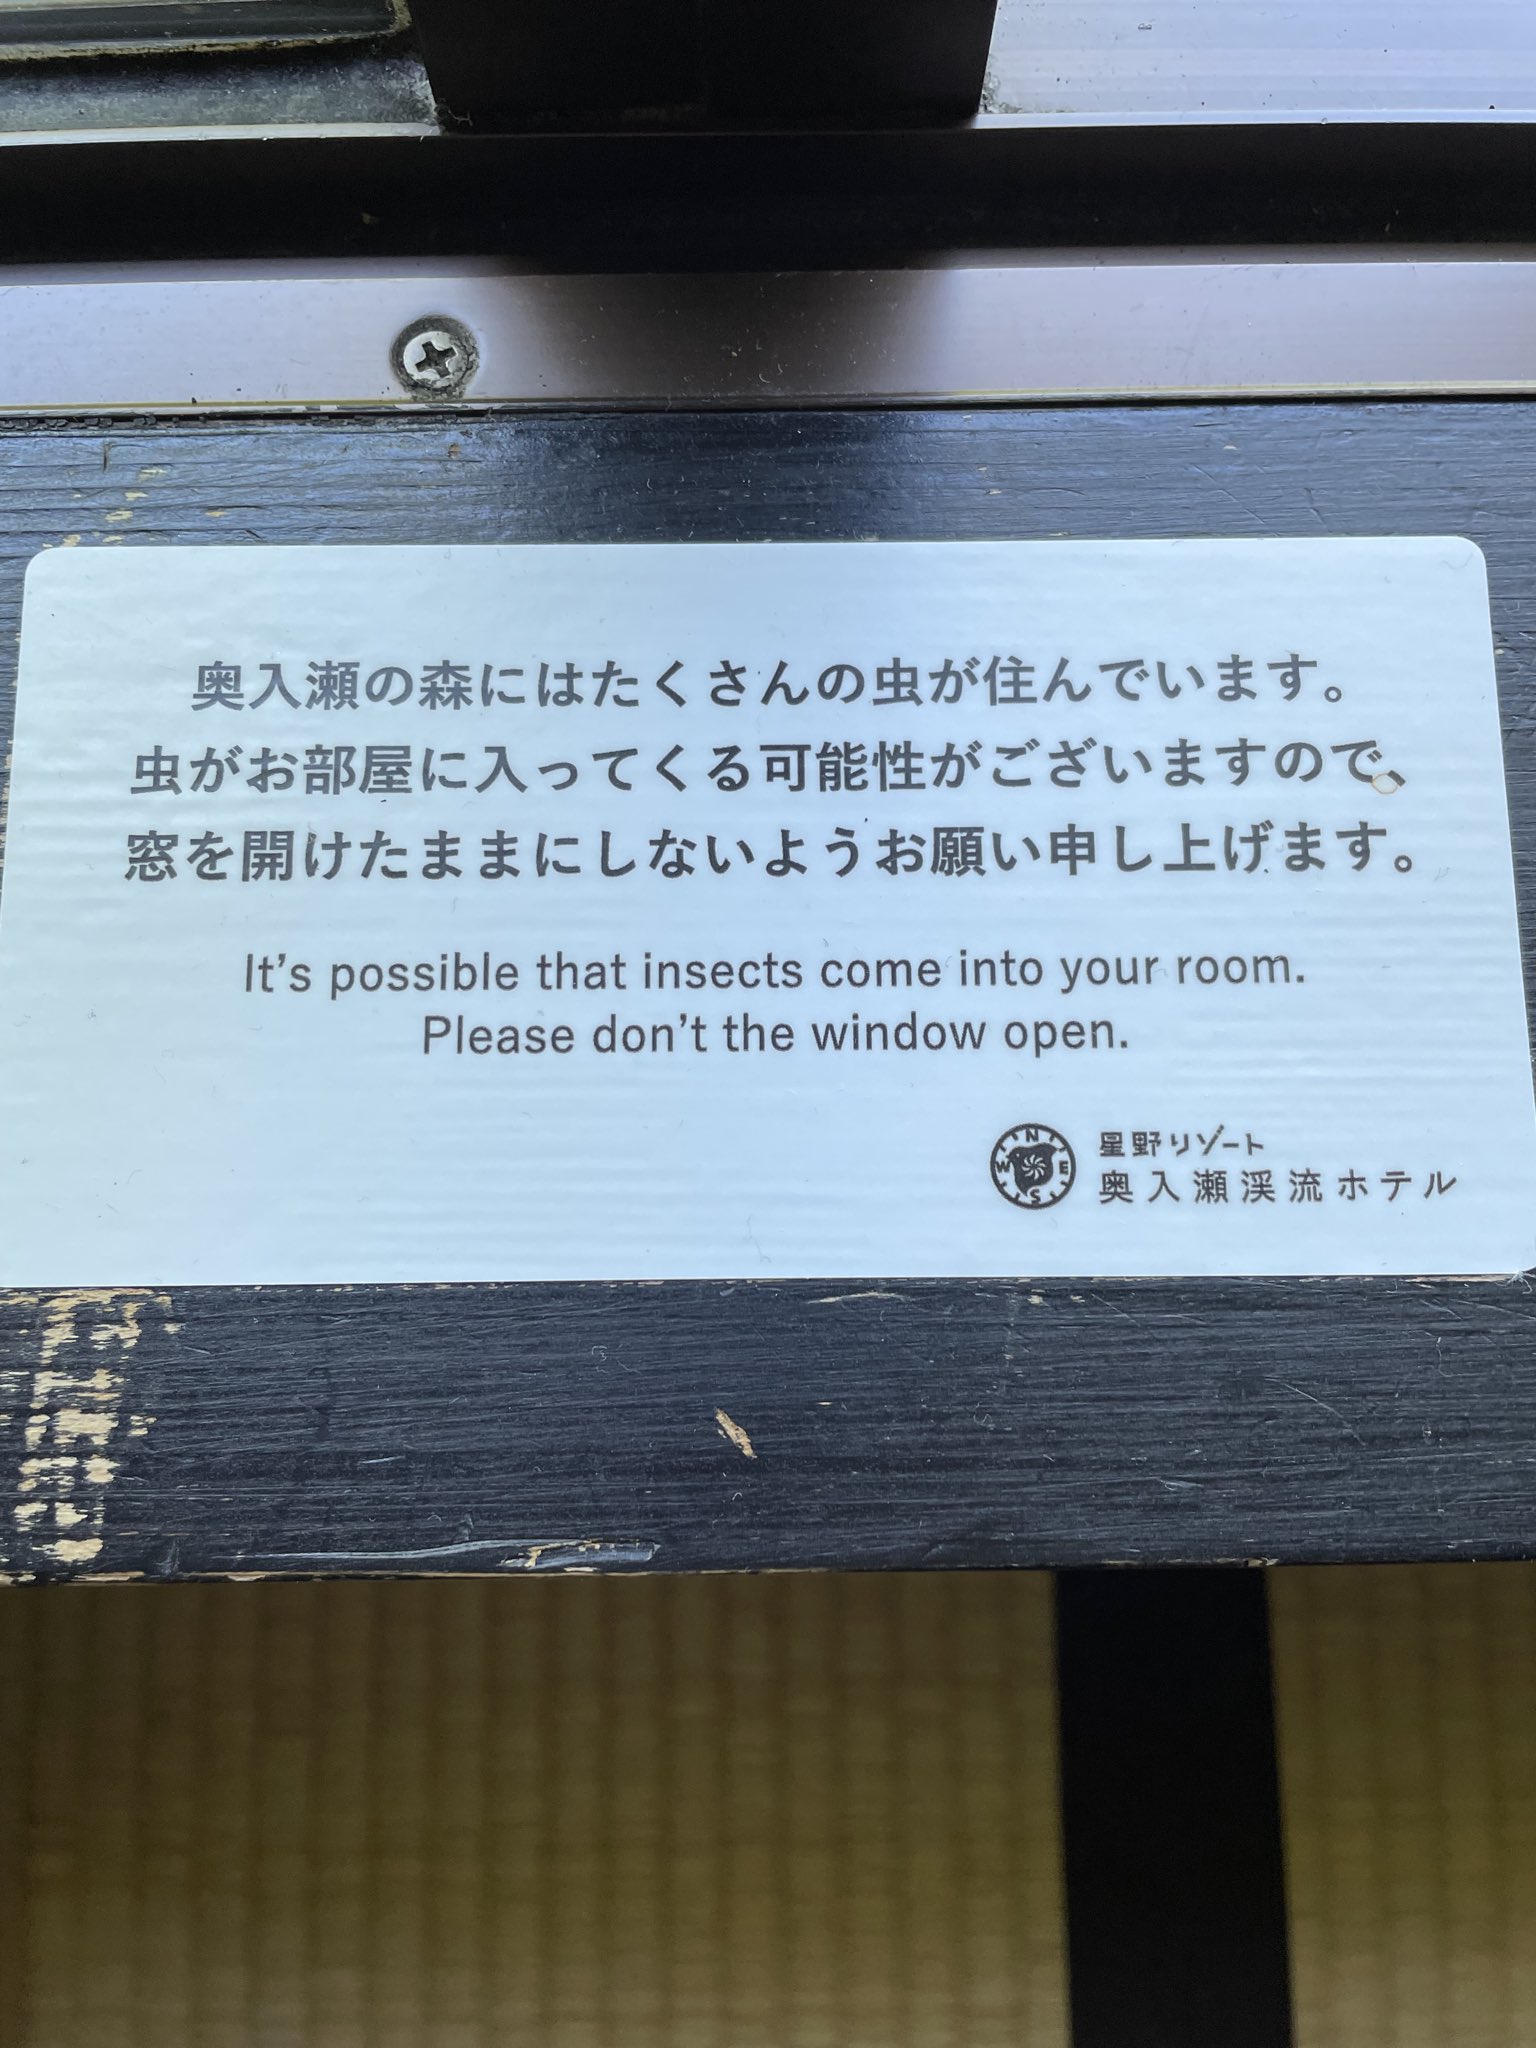 奥入瀬の森にはたくさんの虫が住んでいます。
虫がお部屋に入ってくる可能性がございますので、
窓を開けたままにしないようお願い申し上げます。
It's possible that insects come into your room.
Please don't the window open.
N
W E
S
星野リゾート
奥入瀬渓流ホテル